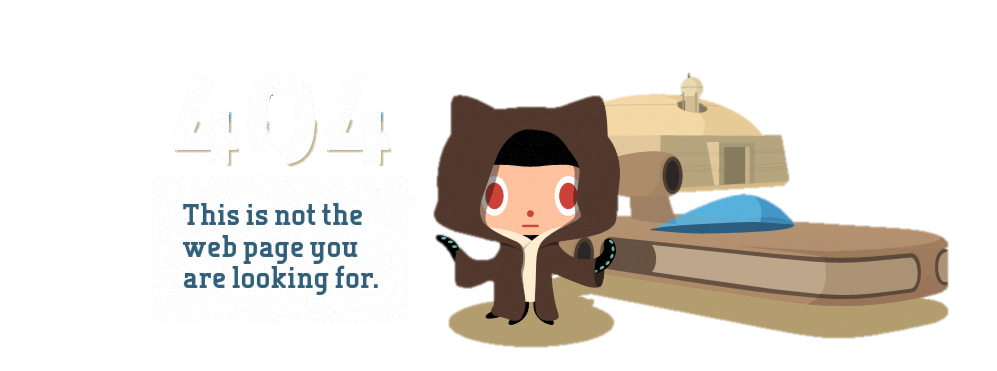 404
This is not the
web page you
are looking for.